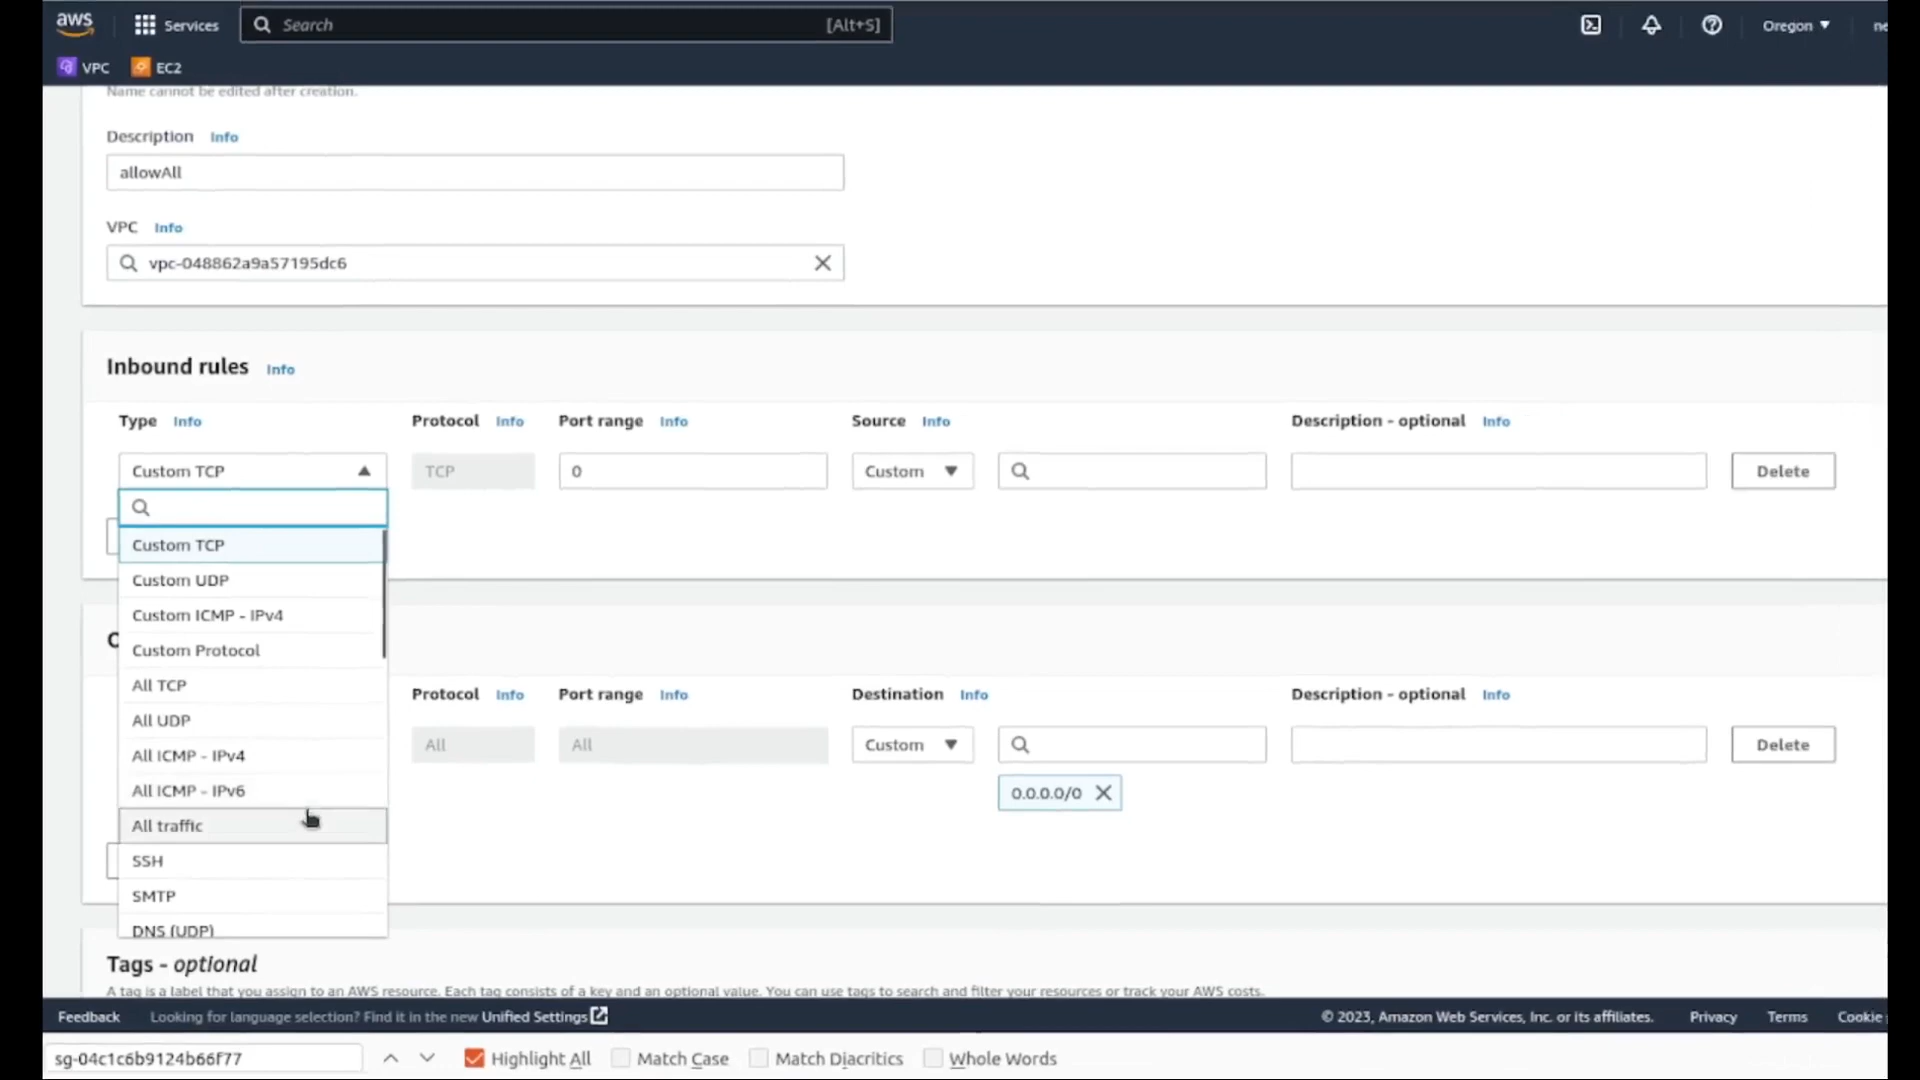 aws Services Search [Alt+S] Oregon ne
VPC EC2
Name cannot be edited after creation.
Description Info
allowAll
VPC Info
vpc-048862a9a57195dc6
Inbound rules Info
Type Info Protocol Info Port range Info Source Info Description - optional Info
Custom TCP TCP 0 Custom Delete
Custom TCP
Custom UDP
Custom ICMP - IPv4
O
Custom Protocol
All TCP Protocol Info Port range Info Destination Info Description - optional Info
All UDP
All All Custom Delete
All ICMP - IPv4
All ICMP - IPv6 0.0.0.0/0
All traffic
SSH
SMTP
DNS (UDP)
Tags - optional
A tag is a label that you assign to an AWS resource. Each tag consists of a key and an optional value. You can use tags to search and filter your resources or track your AWS costs.
Feedback Looking for language selection? Find it in the new Unified Settings © 2023, Amazon Web Services, Inc. or its affiliates. Privacy Terms Cookie
sg-04c1c6b9124b66f77 Highlight All Match Case Match Diacritics Whole Words